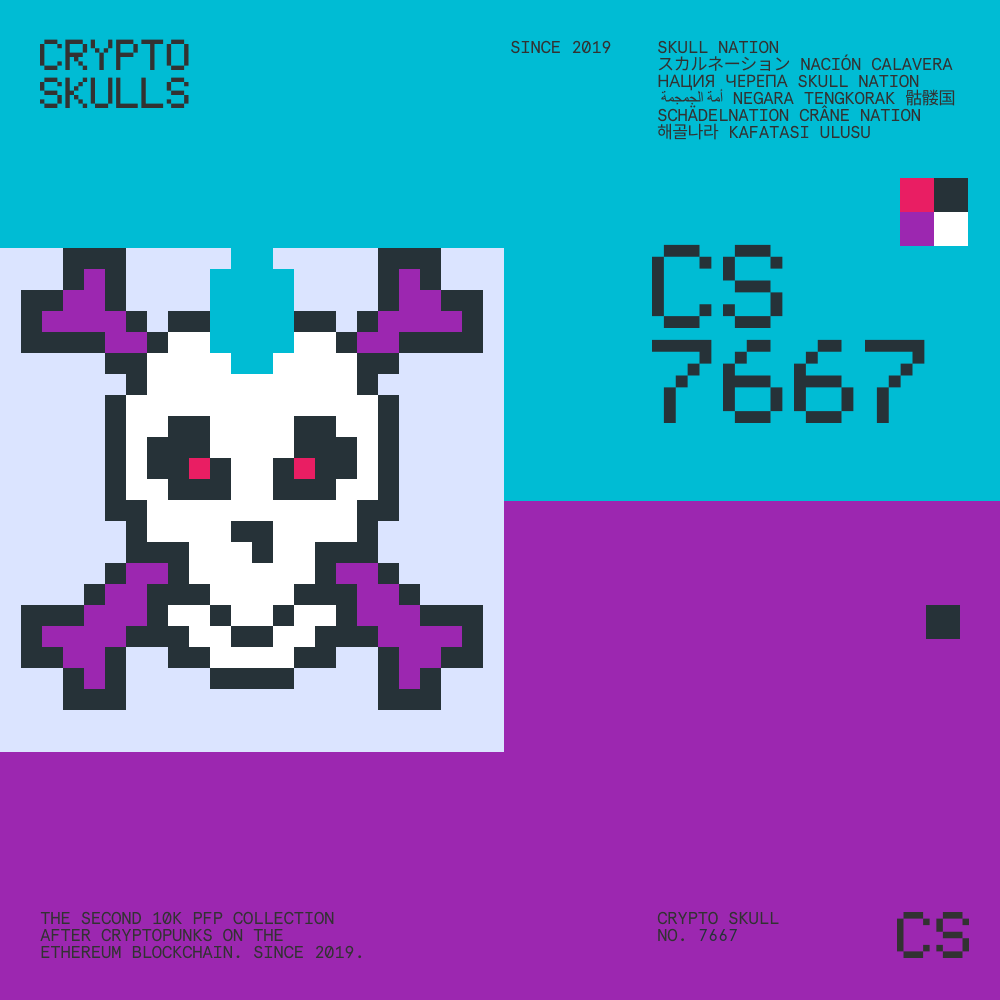 CRYPTO
SKULLS
SINCE 2019
SKULL NATION
スカルネーション NACIÓN CALAVERA
НАЦИЯ ЧЕРЕПА SKULL NATION
أمة الجمجمة NEGARA TENGKORAK 骷髅国
SCHÄDELNATION CRÂNE NATION
해골나라 KAFATASI ULUSU
CS
7667
THE SECOND 10K PFP COLLECTION
AFTER CRYPTOPUNKS ON THE
ETHEREUM BLOCKCHAIN. SINCE 2019.
CRYPTO SKULL
NO. 7667
CS